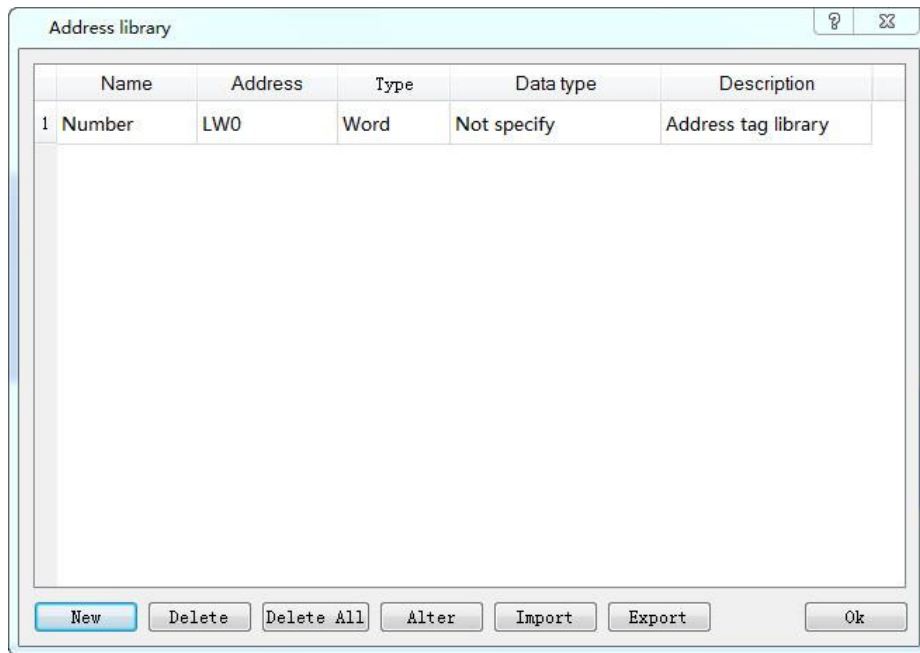 Address library
Name Address Type Data type Description
1 Number LW0 Word Not specify Address tag library
New Delete Delete All Alter Import Export Ok